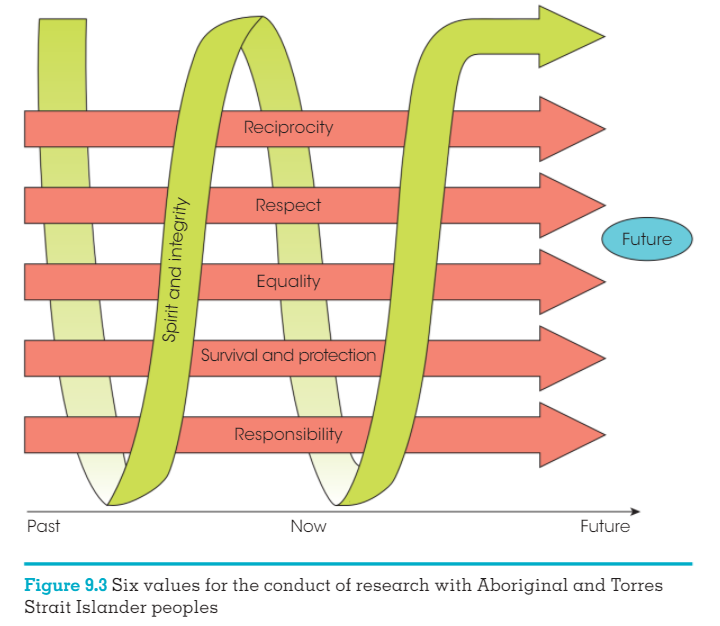 Reciprocity
Respect
Future
Equality
Spirit and integrity
Survival and protection
Responsibility
Past
Now
Future
Figure 9.3 Six values for the conduct of research with Aboriginal and Torres
Strait Islander peoples